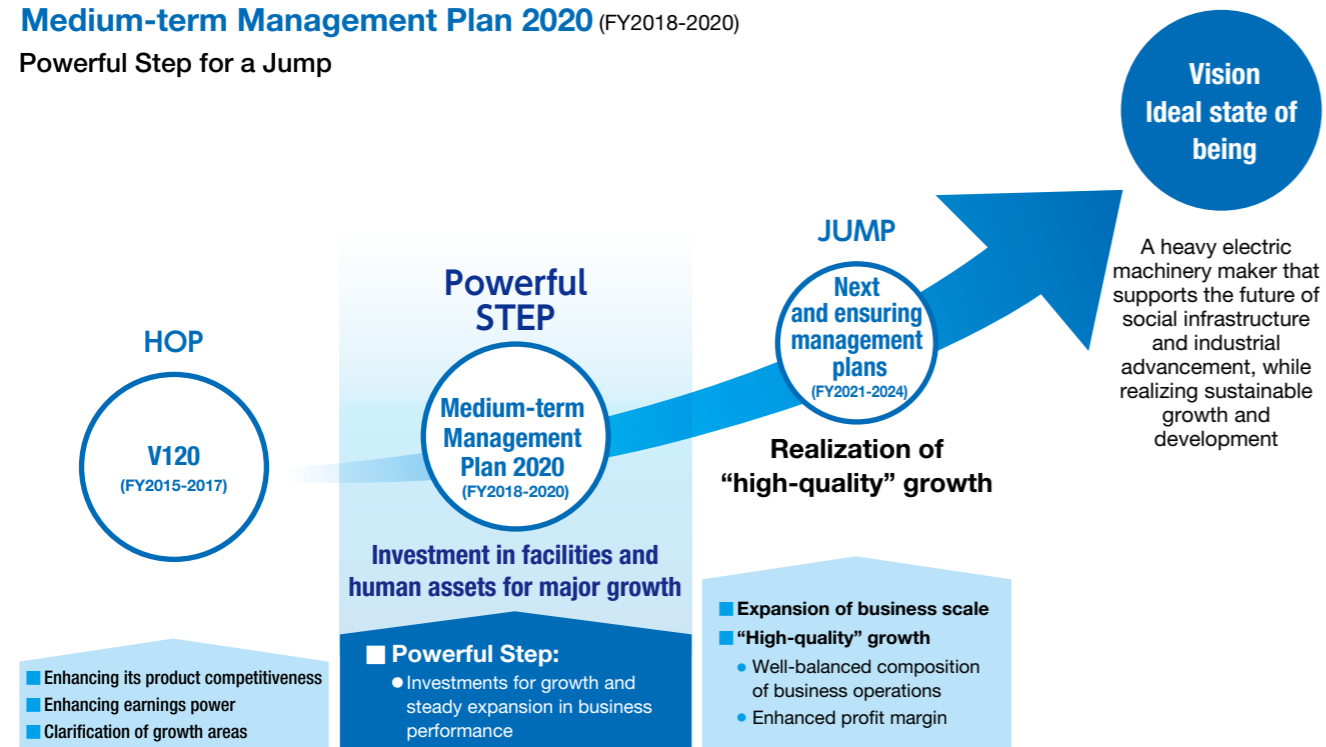 Medium-term Management Plan 2020 (FY2018-2020)
Powerful Step for a Jump
HOP
V120
(FY2015-2017)
Enhancing its product competitiveness
Enhancing earnings power
Clarification of growth areas
Powerful
STEP
Medium-term
Management
Plan 2020
(FY2018-2020)
Investment in facilities and
human assets for major growth
Powerful Step:
Investments for growth and
steady expansion in business
performance
JUMP
Next
and ensuring
management
plans
(FY2021-2024)
Realization of
“high-quality” growth
Expansion of business scale
“High-quality” growth
Well-balanced composition
of business operations
Enhanced profit margin
Vision
Ideal state of
being
A heavy electric
machinery maker that
supports the future of
social infrastructure
and industrial
advancement, while
realizing sustainable
growth and
development